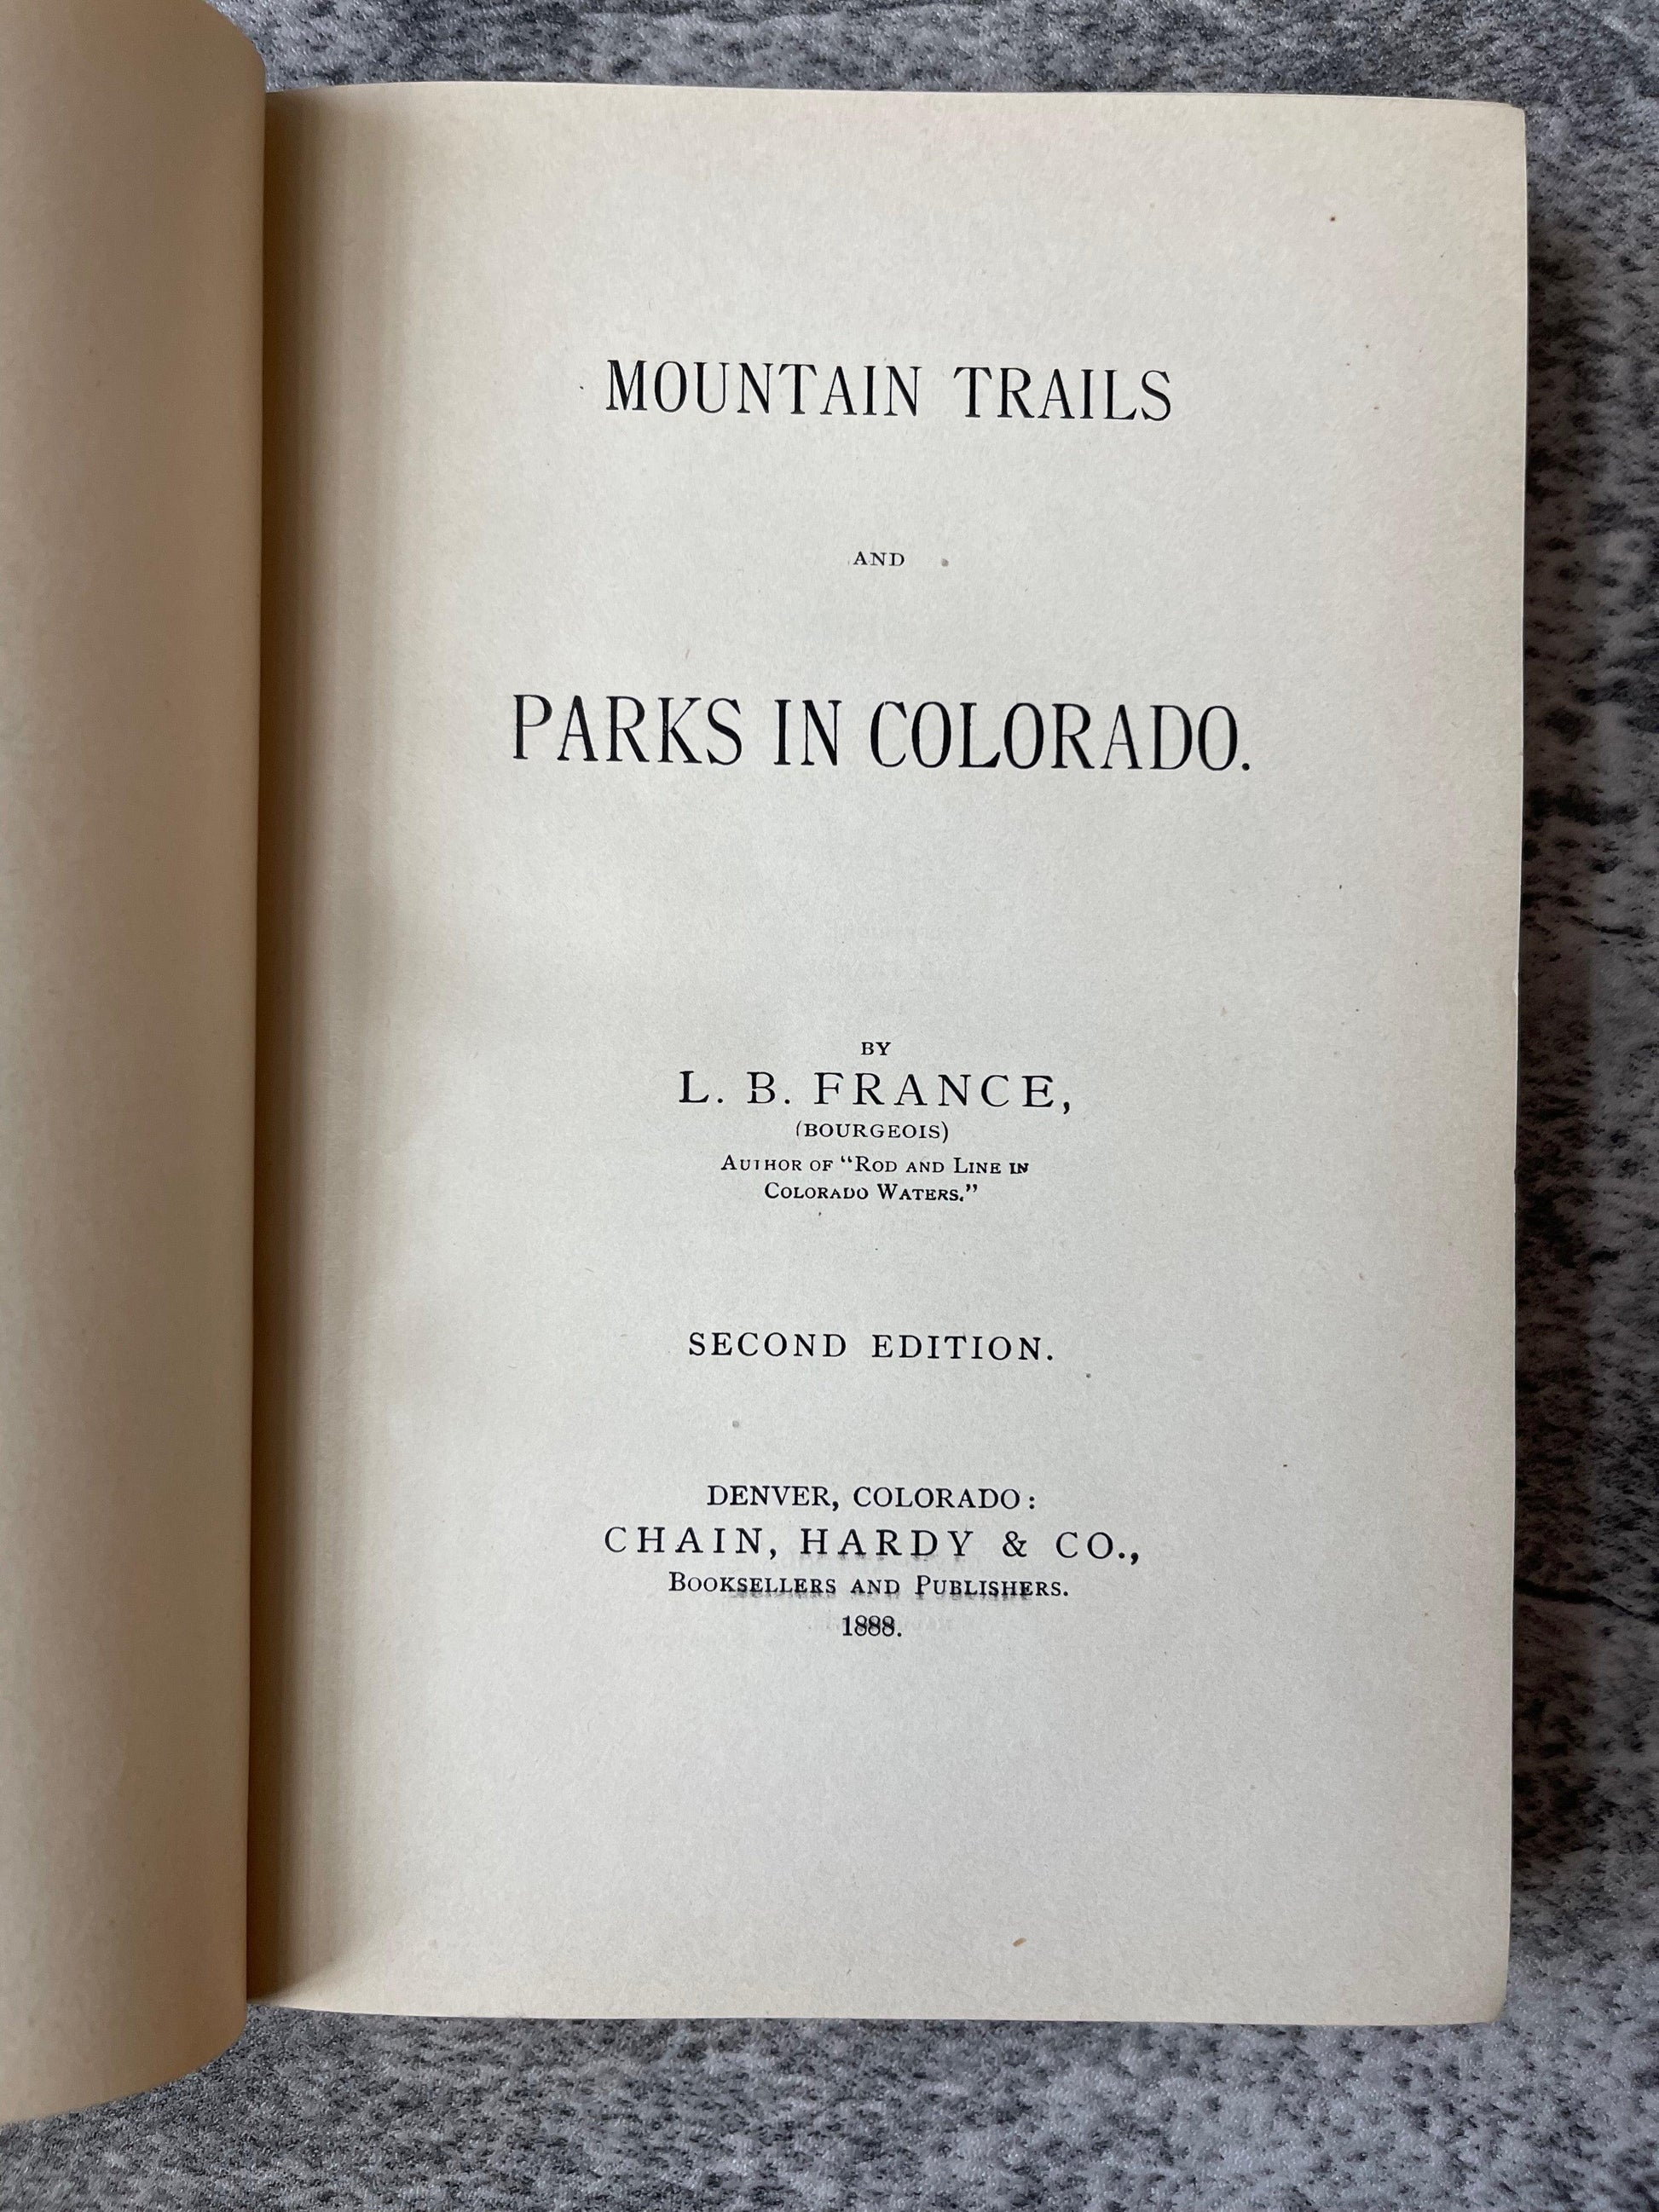 MOUNTAIN TRAILS
AND
PARKS IN COLORADO.
BY
L. B. FRANCE,
(BOURGEOIS)
AUTHOR OF "ROD AND LINE IN
COLORADO WATERS."
SECOND EDITION.
DENVER, COLORADO:
CHAIN, HARDY & CO.,
BOOKSELLERS AND PUBLISHERS.
1888.